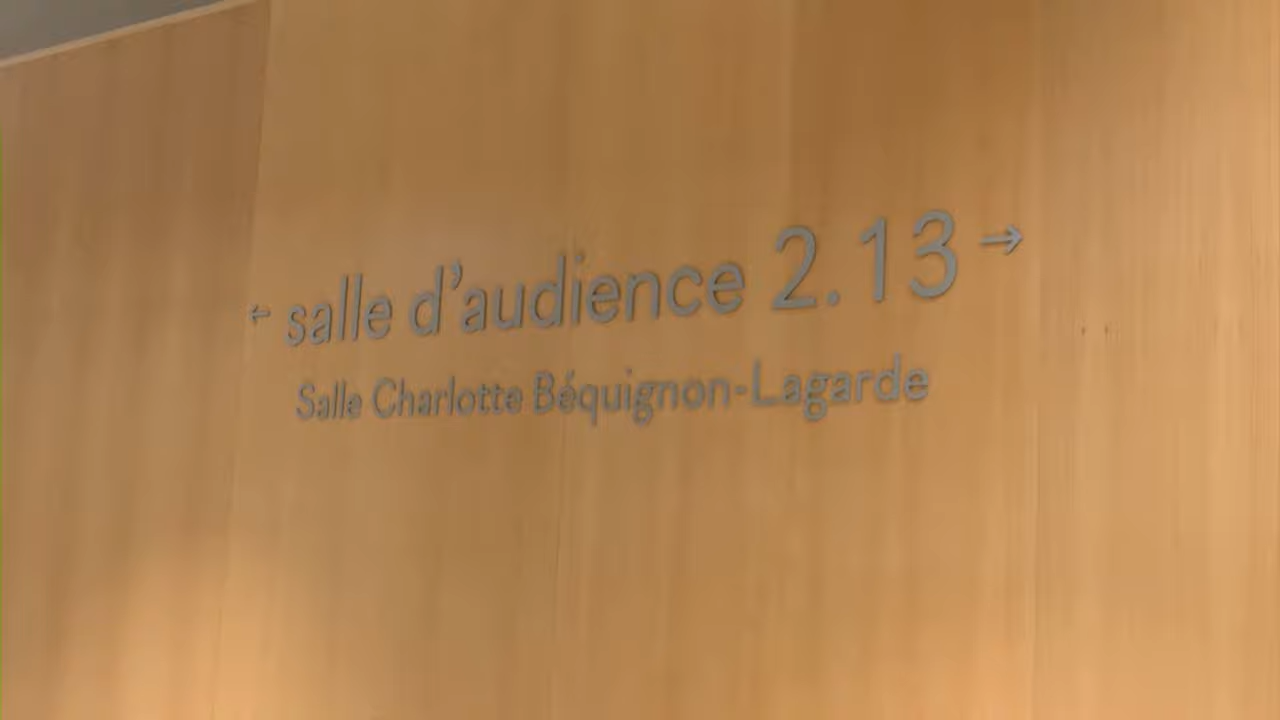 ← salle d'audience 2.13 →
Salle Charlotte Béquignon-Lagarde